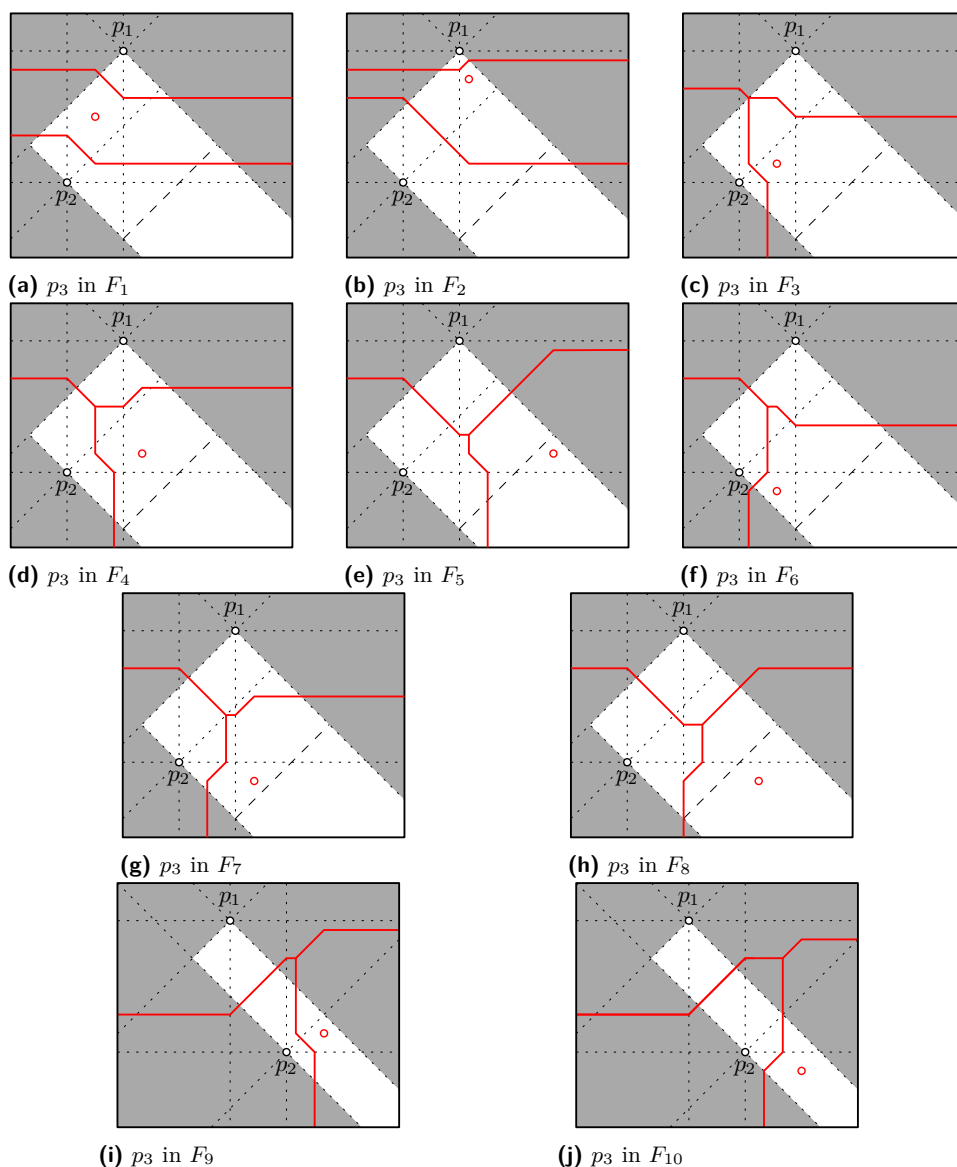 p₁ p₁ p₁
p₂ p₂ p₂
(a) p₃ in F₁ (b) p₃ in F₂ (c) p₃ in F₃
p₁ p₁ p₁
p₂ p₂ p₂
(d) p₃ in F₄ (e) p₃ in F₅ (f) p₃ in F₆
p₁ p₁
p₂ p₂
(g) p₃ in F₇ (h) p₃ in F₈
p₁ p₁
p₂ p₂
(i) p₃ in F₉ (j) p₃ in F₁₀